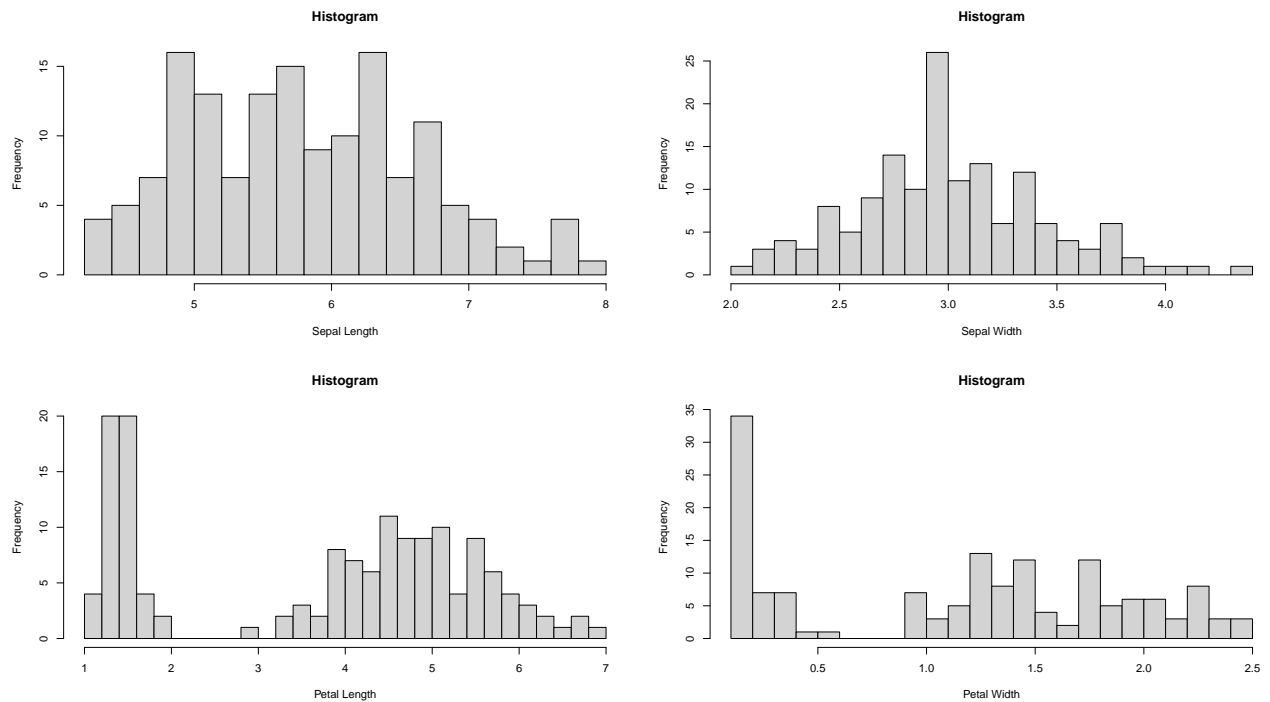 Histogram
Frequency
15
10
5
0
5 6 7 8
Sepal Length
Histogram
Frequency
25
20
15
10
5
0
2.0 2.5 3.0 3.5 4.0
Sepal Width
Histogram
Frequency
20
15
10
5
0
1 2 3 4 5 6 7
Petal Length
Histogram
Frequency
35
30
25
20
15
10
5
0
0.5 1.0 1.5 2.0 2.5
Petal Width